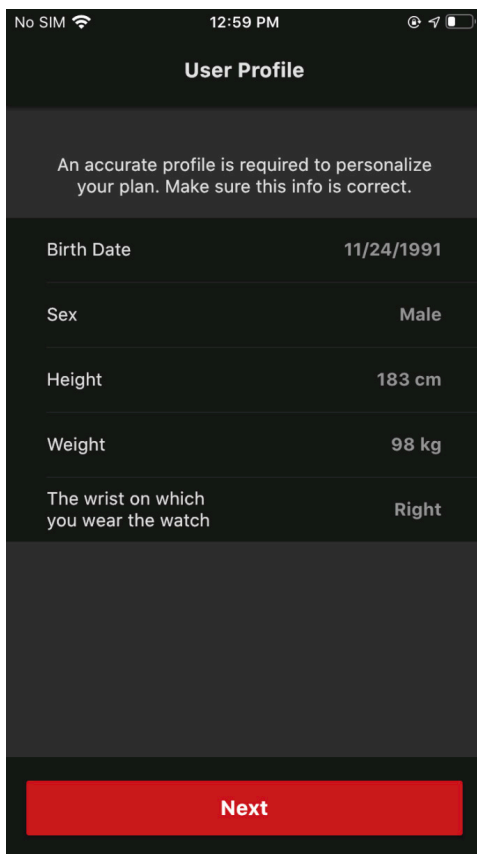 No SIM 12:59 PM
User Profile
An accurate profile is required to personalize
your plan. Make sure this info is correct.
Birth Date 11/24/1991
Sex Male
Height 183 cm
Weight 98 kg
The wrist on which
you wear the watch Right
Next